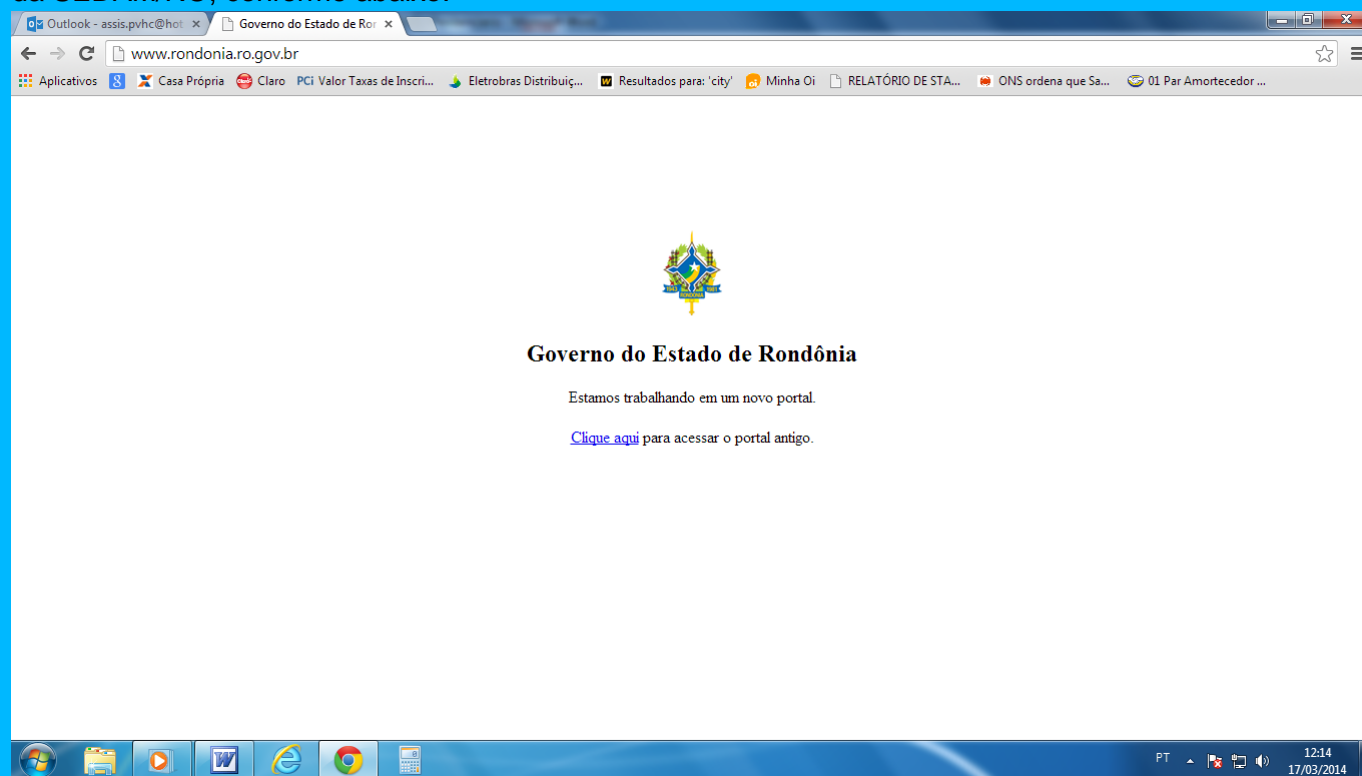 Outlook - assis.pvhc@hot
Governo do Estado de Ror
www.rondonia.ro.gov.br
Aplicativos
Casa Própria
Claro
PCi Valor Taxas de Inscri...
Eletrobras Distribuiç...
Resultados para: 'city'
Minha Oi
RELATÓRIO DE STA...
ONS ordena que Sa...
01 Par Amortecedor ...
RONDÔNIA
Governo do Estado de Rondônia
Estamos trabalhando em um novo portal.
Clique aqui para acessar o portal antigo.
PT
12:14
17/03/2014